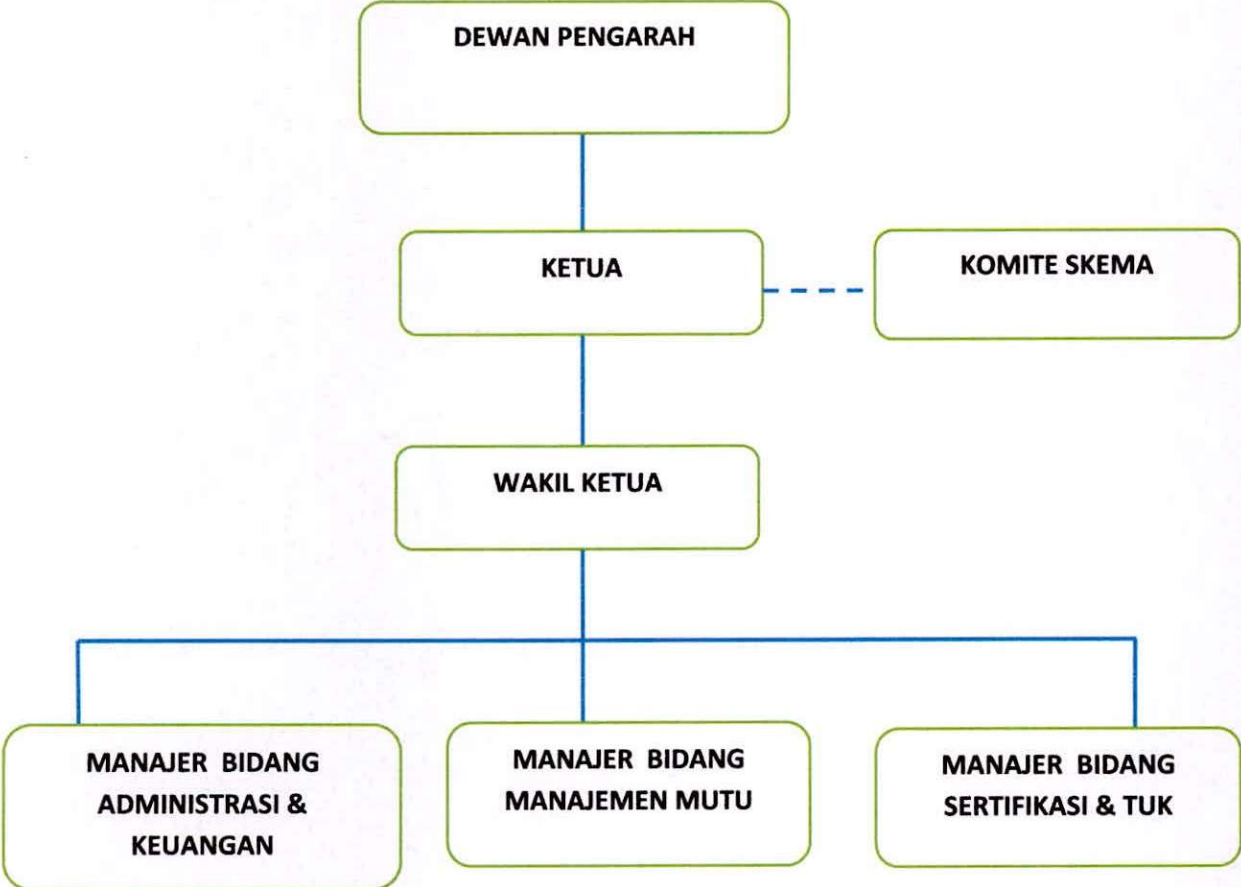 DEWAN PENGARAH
KETUA
KOMITE SKEMA
WAKIL KETUA
MANAJER BIDANG
ADMINISTRASI &
KEUANGAN
MANAJER BIDANG
MANAJEMEN MUTU
MANAJER BIDANG
SERTIFIKASI & TUK